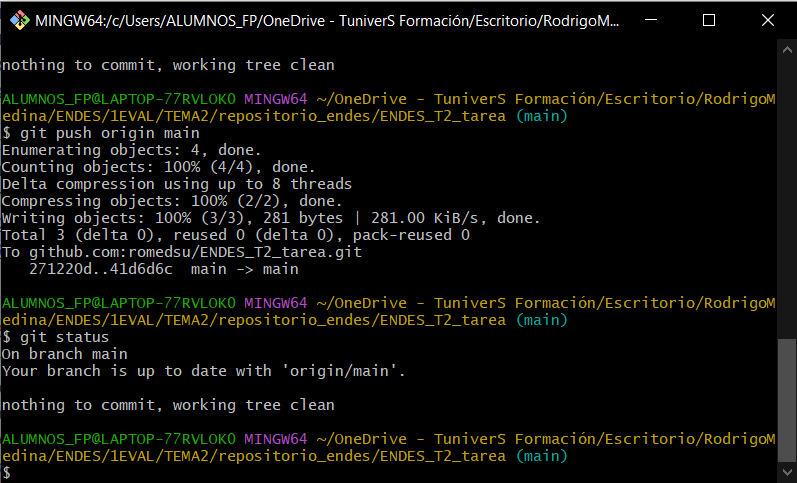 MINGW64:/c/Users/ALUMNOS_FP/OneDrive - TuniverS Formación/Escritorio/RodrigoM...
nothing to commit, working tree clean
ALUMNOS_FP@LAPTOP-77RVLOKO MINGW64 ~/OneDrive - TuniverS Formación/Escritorio/RodrigoM
edina/ENDES/1EVAL/TEMA2/repositorio_endes/ENDES_T2_tarea (main)
$ git push origin main
Enumerating objects: 4, done.
Counting objects: 100% (4/4), done.
Delta compression using up to 8 threads
Compressing objects: 100% (2/2), done.
Writing objects: 100% (3/3), 281 bytes | 281.00 KiB/s, done.
Total 3 (delta 0), reused 0 (delta 0), pack-reused 0
To github.com:romedsu/ENDES_T2_tarea.git
   271220d..41d6d6c  main -> main
ALUMNOS_FP@LAPTOP-77RVLOKO MINGW64 ~/OneDrive - TuniverS Formación/Escritorio/RodrigoM
edina/ENDES/1EVAL/TEMA2/repositorio_endes/ENDES_T2_tarea (main)
$ git status
On branch main
Your branch is up to date with 'origin/main'.
nothing to commit, working tree clean
ALUMNOS_FP@LAPTOP-77RVLOKO MINGW64 ~/OneDrive - TuniverS Formación/Escritorio/RodrigoM
edina/ENDES/1EVAL/TEMA2/repositorio_endes/ENDES_T2_tarea (main)
$